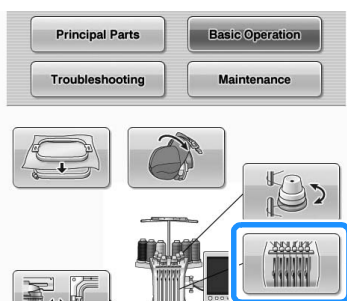 Principal Parts
Basic Operation
Troubleshooting
Maintenance